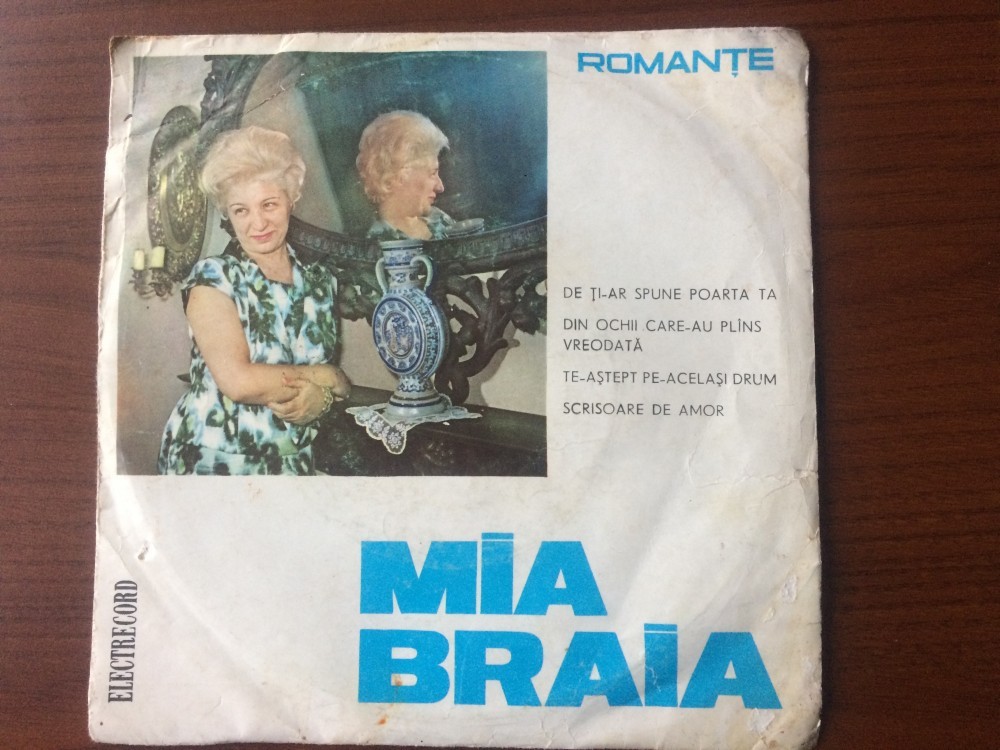 ROMANȚE
DE ȚI-AR SPUNE POARTA TA
DIN OCHII CARE-AU PLÎNS
VREODATĂ
TE-AȘTEPT PE-ACELAȘI DRUM
SCRISOARE DE AMOR
MIA
BRAIA
ELECTRECORD